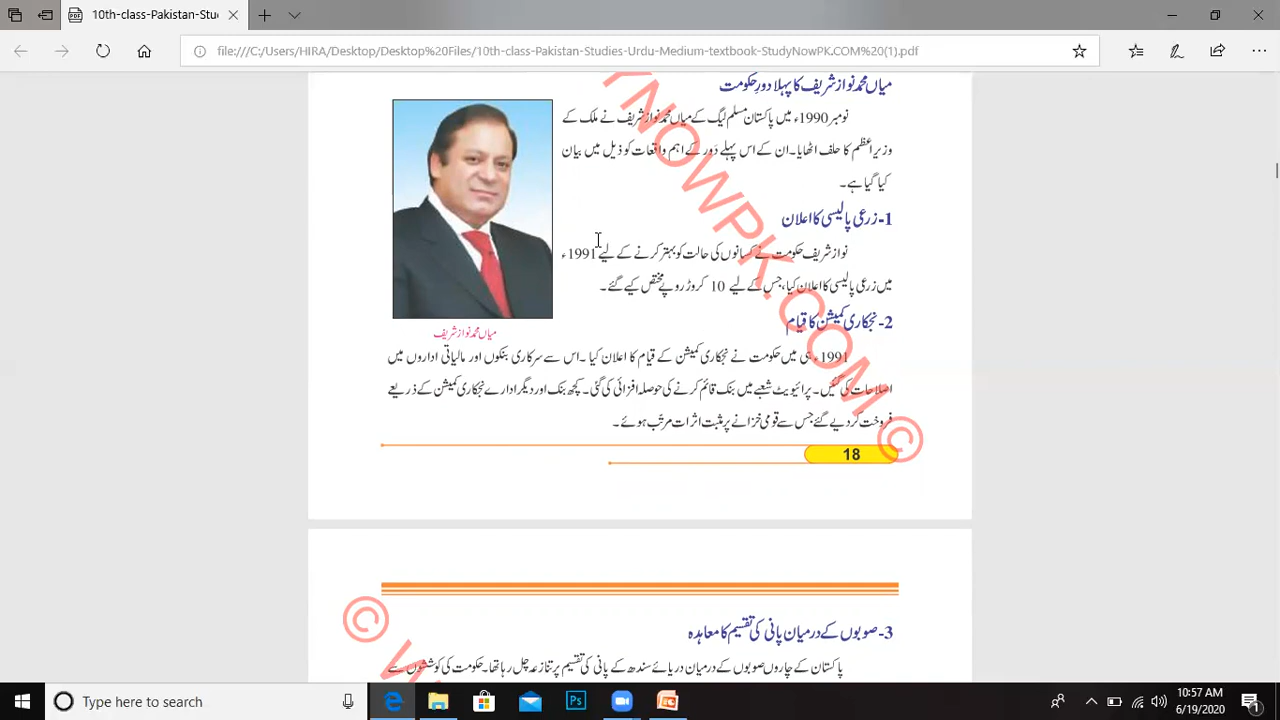 10th-class-Pakistan-Stu
file:///C:/Users/HIRA/Desktop/Desktop%20Files/10th-class-Pakistan-Studies-Urdu-Medium-textbook-StudyNowPK.COM%20(1).pdf
میاں محمد نواز شریف کا پہلا دورِ حکومت
نومبر 1990ء میں پاکستان مسلم لیگ کے میاں محمد نواز شریف نے ملک کے
وزیرِاعظم کا حلف اٹھایا۔ ان کے اس پہلے دَور کے اہم واقعات کو ذیل میں بیان
کیا گیا ہے۔
1- زرعی پالیسی کا اعلان
نواز شریف حکومت نے کسانوں کی حالت کو بہتر کرنے کے لیے 1991ء
میں زرعی پالیسی کا اعلان کیا، جس کے لیے 10 کروڑ روپے مختص کیے گئے۔
میاں محمد نواز شریف
2- نجکاری کمیشن کا قیام
1991ء ہی میں حکومت نے نجکاری کمیشن کے قیام کا اعلان کیا۔ اس سے سرکاری بنکوں اور مالیاتی اداروں میں
اصلاحات کی گئیں۔ پرائیویٹ شعبے میں بنک قائم کرنے کی حوصلہ افزائی کی گئی۔ کچھ بنک اور دیگر ادارے نجکاری کمیشن کے ذریعے
فروخت کر دیے گئے جس سے قومی خزانے پر مثبت اثرات مرتّب ہوئے۔
18
3- صوبوں کے درمیان پانی کی تقسیم کا معاہدہ
پاکستان کے چاروں صوبوں کے درمیان دریائے سندھ کے پانی کی تقسیم پر تنازعہ چل رہا تھا۔ حکومت کی کوششوں سے
YNOWPK.COM ©
© W
Type here to search
10:57 AM
6/19/2020